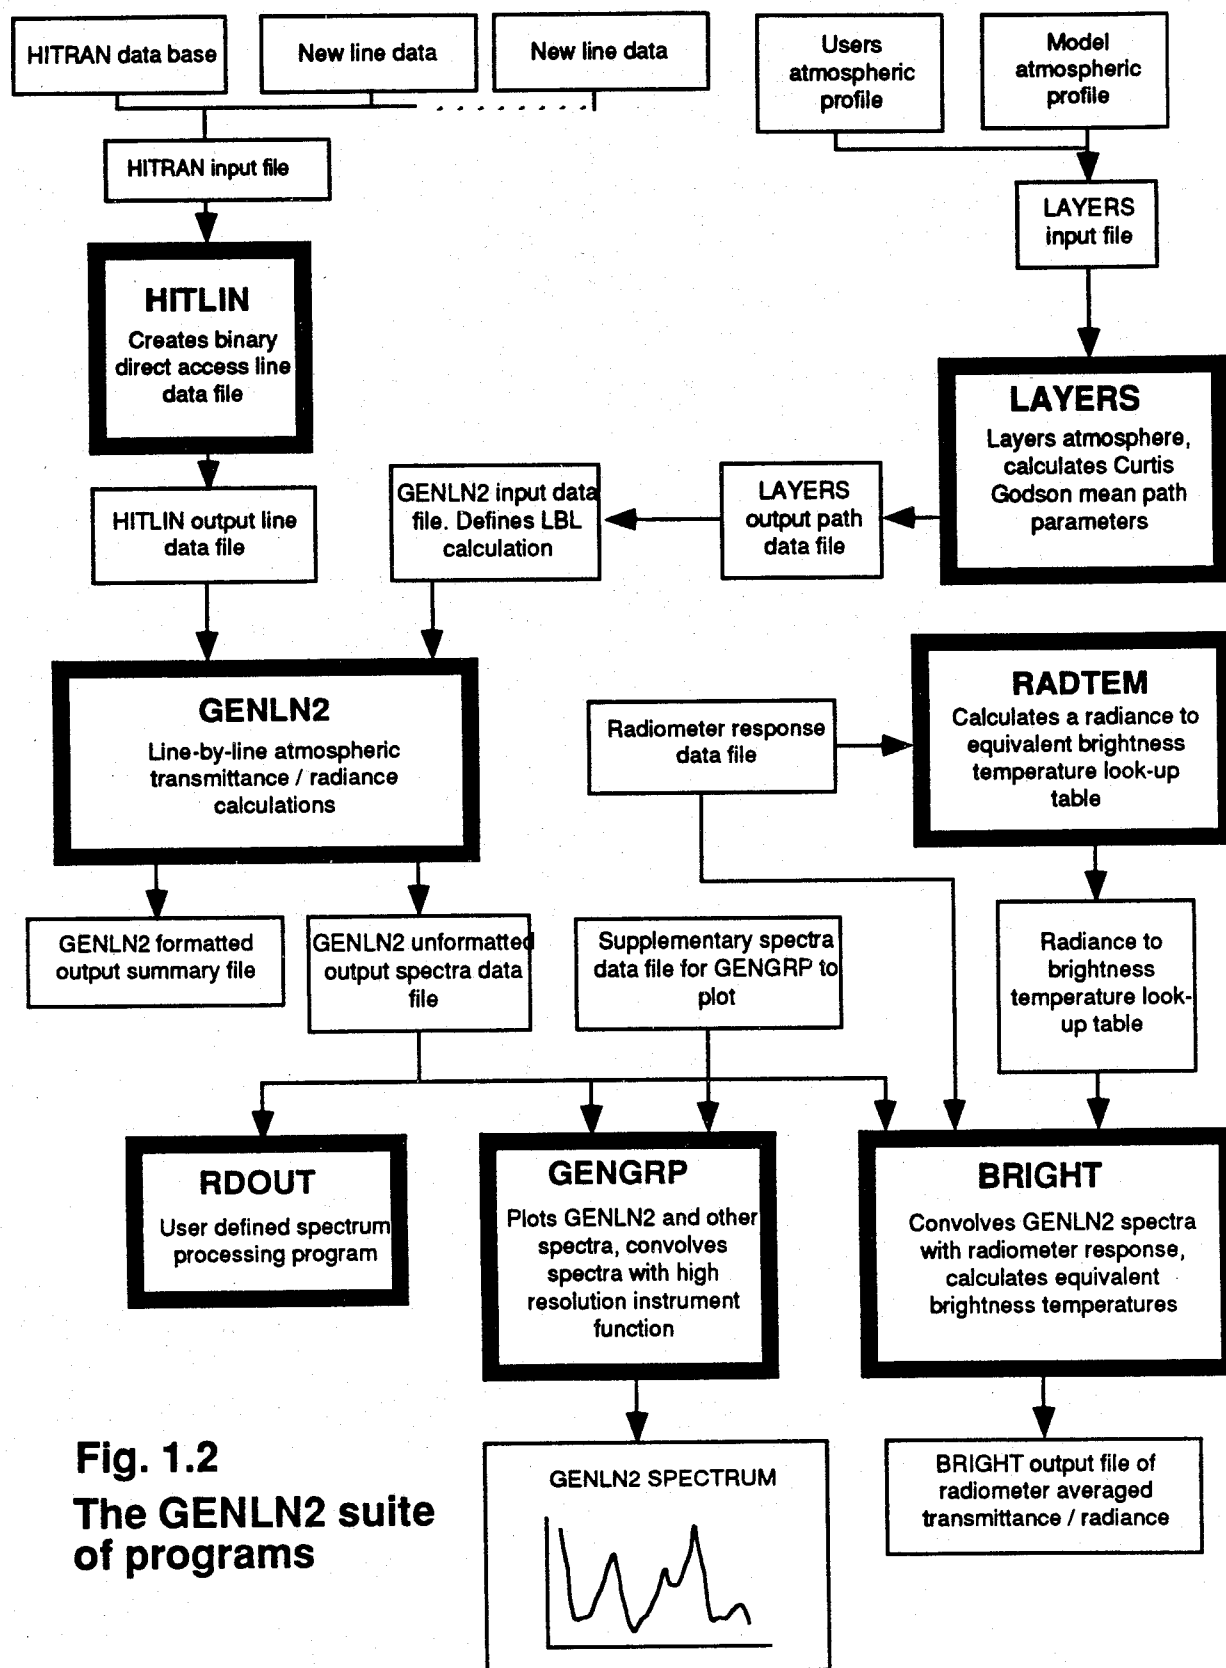 HITRAN data base
New line data
New line data
Users
atmospheric
profile
Model
atmospheric
profile
HITRAN input file
LAYERS
input file
HITLIN
Creates binary
direct access line
data file
LAYERS
Layers atmosphere,
calculates Curtis
Godson mean path
parameters
HITLIN output line
data file
GENLN2 input data
file. Defines LBL
calculation
LAYERS
output path
data file
GENLN2
Line-by-line atmospheric
transmittance / radiance
calculations
Radiometer response
data file
RADTEM
Calculates a radiance to
equivalent brightness
temperature look-up
table
GENLN2 formatted
output summary file
GENLN2 unformatted
output spectra data
file
Supplementary spectra
data file for GENGRP to
plot
Radiance to
brightness
temperature look-
up table
RDOUT
User defined spectrum
processing program
GENGRP
Plots GENLN2 and other
spectra, convolves
spectra with high
resolution instrument
function
BRIGHT
Convolves GENLN2 spectra
with radiometer response,
calculates equivalent
brightness temperatures
Fig. 1.2
The GENLN2 suite
of programs
GENLN2 SPECTRUM
BRIGHT output file of
radiometer averaged
transmittance / radiance